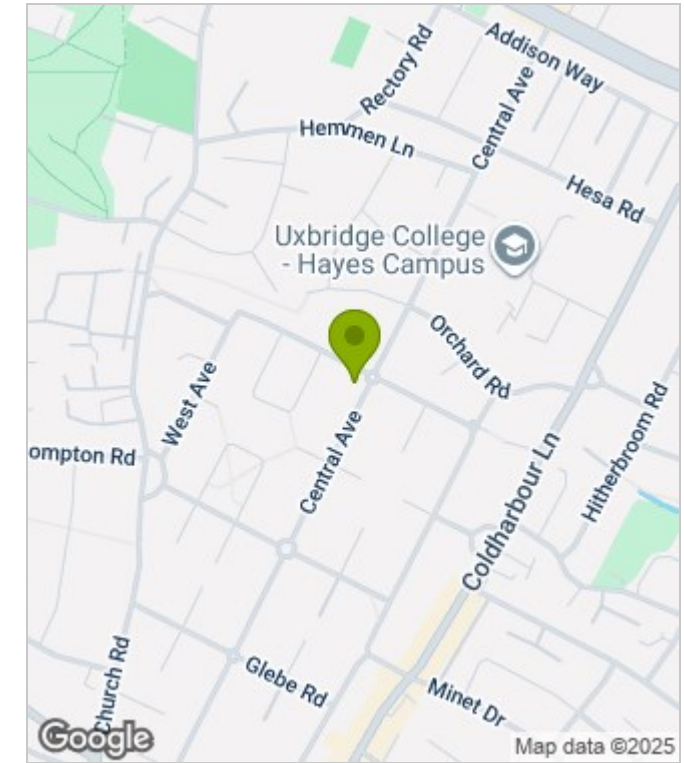 Addison Way
Rectory Rd
Central Ave
Hemmen Ln
Hesa Rd
Uxbridge College
- Hayes Campus
Orchard Rd
West Ave
Hitherbroom Rd
ompton Rd
Central Ave
Coldharbour Ln
Church Rd
Glebe Rd
Minet Dr
Google
Map data ©2025